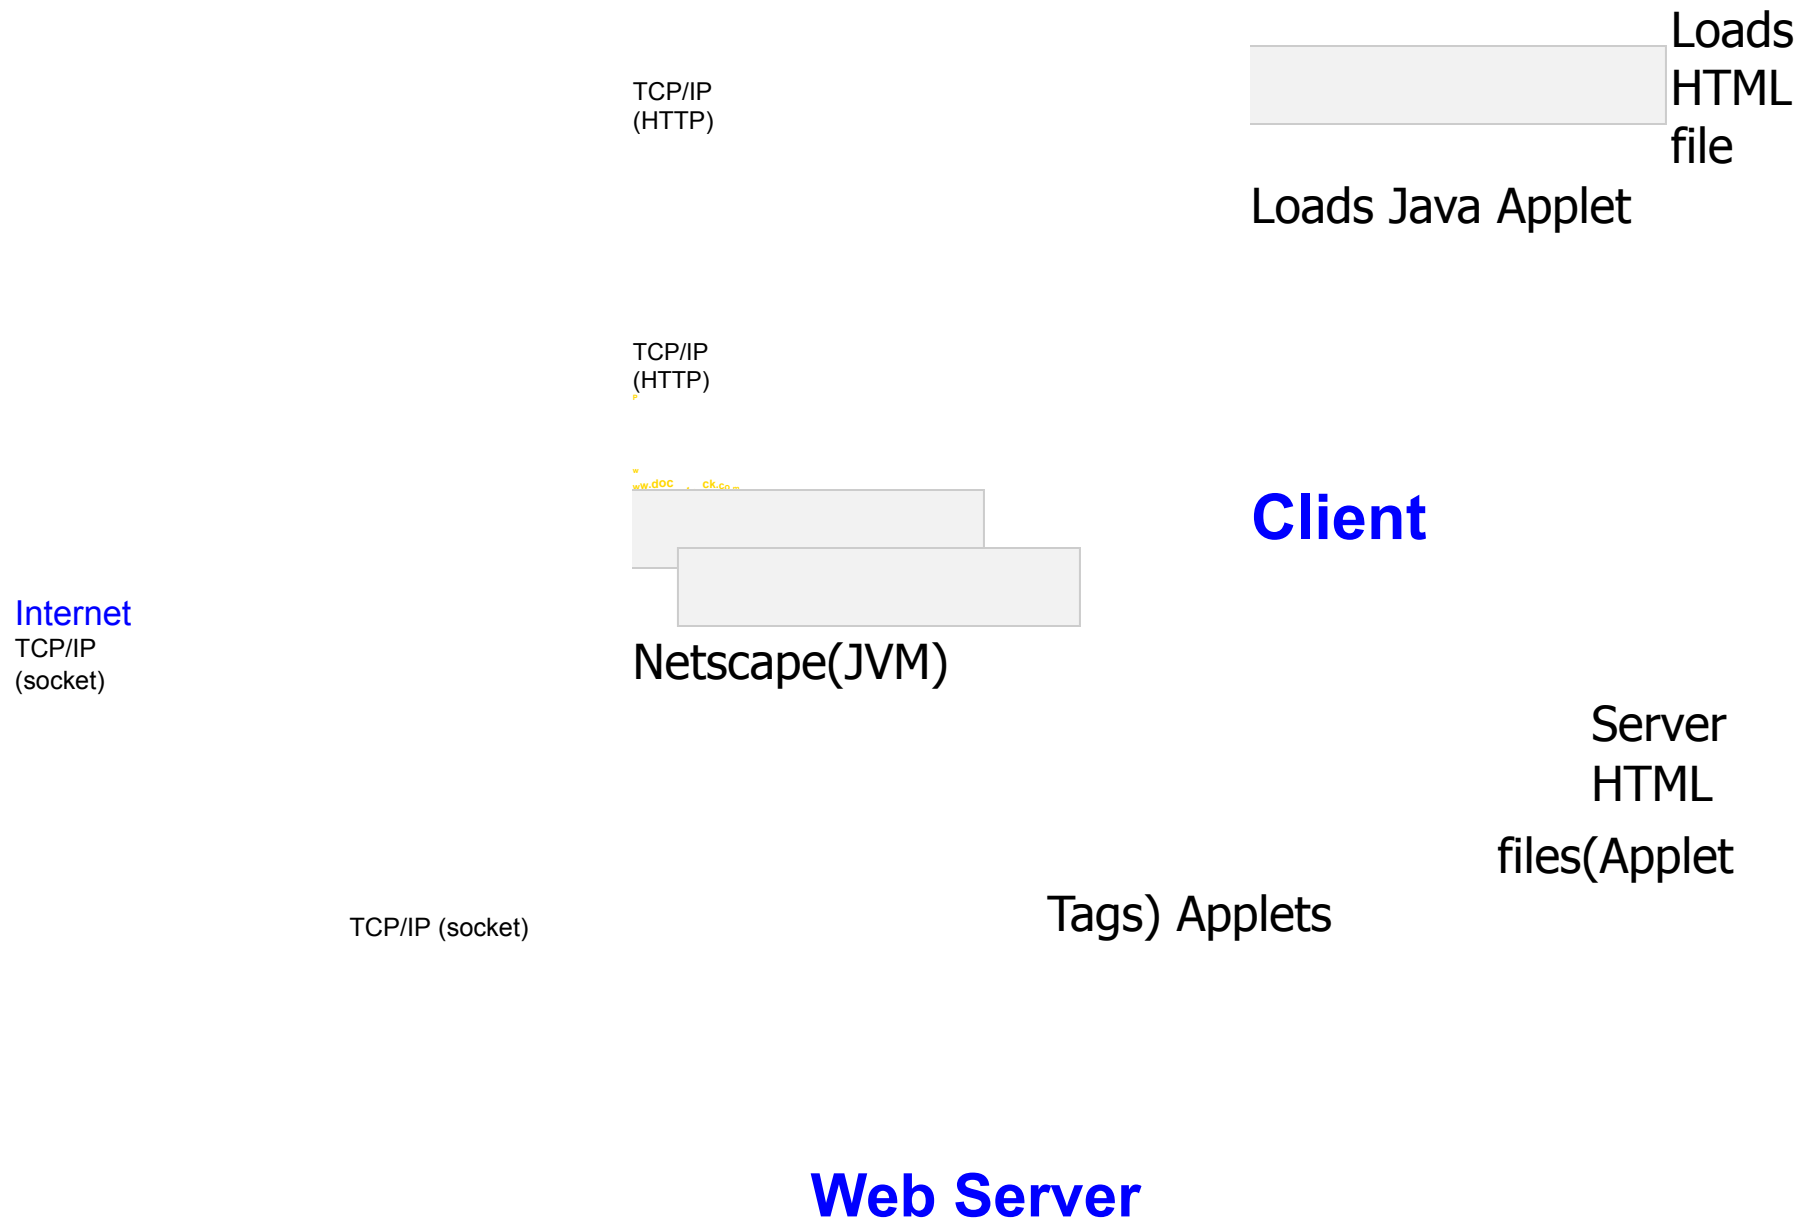 Loads
HTML
file
TCP/IP
(HTTP)
Loads Java Applet
TCP/IP
(HTTP)
Client
Internet
TCP/IP
(socket)
Netscape(JVM)
Server
HTML
files(Applet
Tags) Applets
TCP/IP (socket)
Web Server